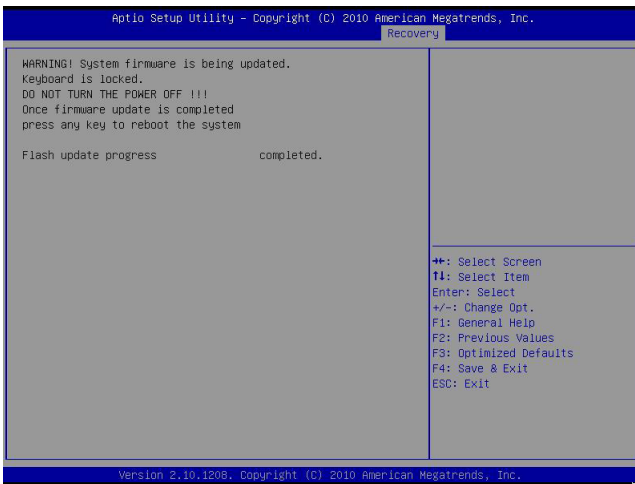 Aptio Setup Utility – Copyright (C) 2010 American Megatrends, Inc.
Recovery
WARNING! System firmware is being updated.
Keyboard is locked.
DO NOT TURN THE POWER OFF !!!
Once firmware update is completed
press any key to reboot the system
Flash update progress completed.
→←: Select Screen
↑↓: Select Item
Enter: Select
+/-: Change Opt.
F1: General Help
F2: Previous Values
F3: Optimized Defaults
F4: Save & Exit
ESC: Exit
Version 2.10.1208. Copyright (C) 2010 American Megatrends, Inc.